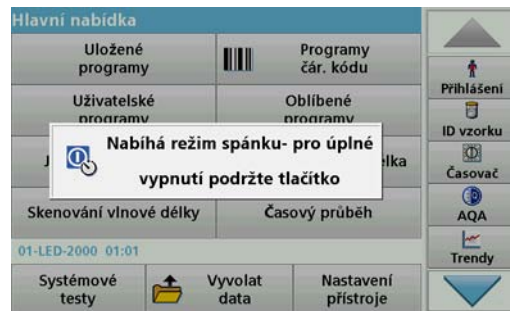 Hlavní nabídka
Uložené
programy
Programy
čár. kódu
Uživatelské
programy
Oblíbené
programy
Nabíhá režim spánku- pro úplné
vypnutí podržte tlačítko
J
lka
Skenování vlnové délky
Časový průběh
01-LED-2000 01:01
Systémové
testy
Vyvolat
data
Nastavení
přístroje
Přihlášení
ID vzorku
Časovač
AQA
Trendy